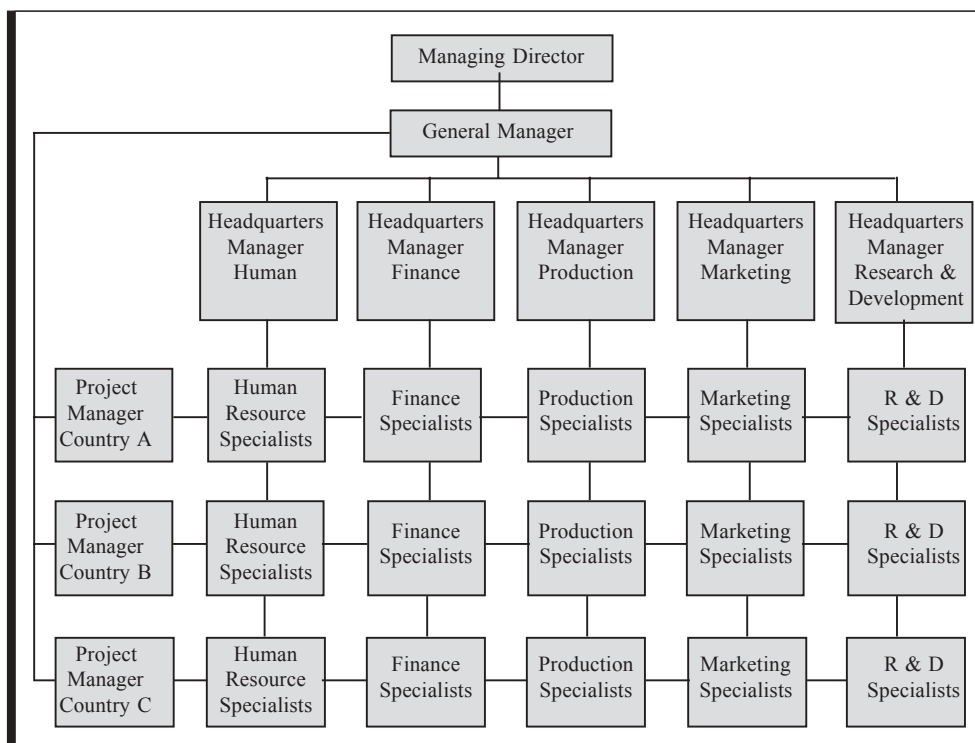 Managing Director
General Manager
Headquarters
Manager
Human
Headquarters
Manager
Finance
Headquarters
Manager
Production
Headquarters
Manager
Marketing
Headquarters
Manager
Research &
Development
Project
Manager
Country A
Human
Resource
Specialists
Finance
Specialists
Production
Specialists
Marketing
Specialists
R & D
Specialists
Project
Manager
Country B
Human
Resource
Specialists
Finance
Specialists
Production
Specialists
Marketing
Specialists
R & D
Specialists
Project
Manager
Country C
Human
Resource
Specialists
Finance
Specialists
Production
Specialists
Marketing
Specialists
R & D
Specialists